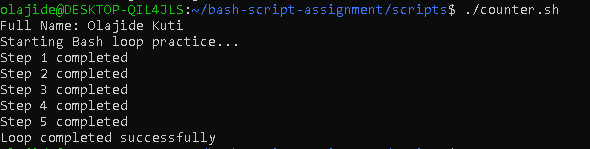 olajide@DESKTOP-QIL4JLS:~/bash-script-assignment/scripts$ ./counter.sh
Full Name: Olajide Kuti
Starting Bash loop practice...
Step 1 completed
Step 2 completed
Step 3 completed
Step 4 completed
Step 5 completed
Loop completed successfully